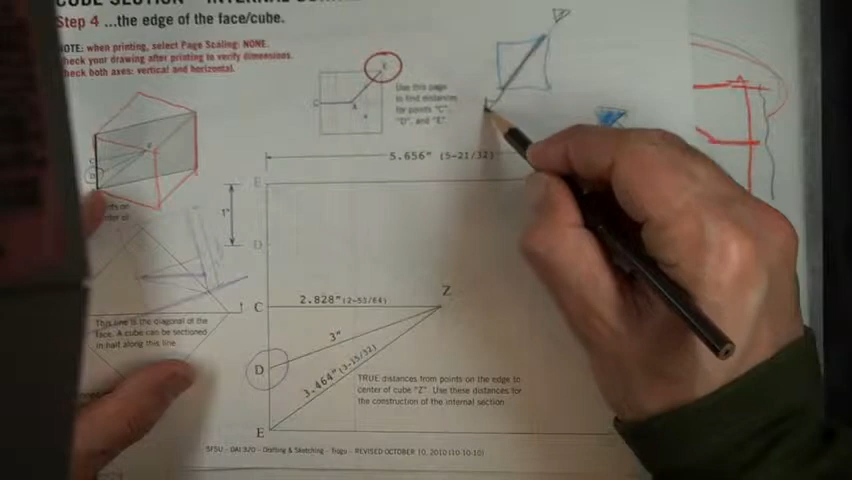 Step 4 ...the edge of the face/cube.
NOTE: when printing, select Page Scaling: NONE.
heck your drawing after printing to verify dimensions.
heck both axes: vertical and horizontal.
Use this page
to find distances
for points "C",
"D", and "E".
5.656" (5-21/32)
E
1"
D
2.828" (2-53/64)
Z
C
This line is the diagonal of the
face. A cube can be sectioned
in half along this line.
3"
D
3.464" (3-15/32)
TRUE distances from points on the edge to
center of cube "Z". Use these distances for
the construction of the internal section
E
SFSU - DAI 320 - Drafting & Sketching - Trogu - REVISED OCTOBER 10, 2010 (10-10-10)